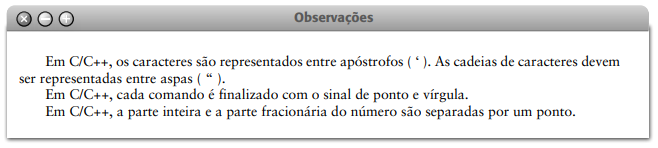 Observações
Em C/C++, os caracteres são representados entre apóstrofos ( ‘ ). As cadeias de caracteres devem
ser representadas entre aspas ( “ ).
Em C/C++, cada comando é finalizado com o sinal de ponto e vírgula.
Em C/C++, a parte inteira e a parte fracionária do número são separadas por um ponto.